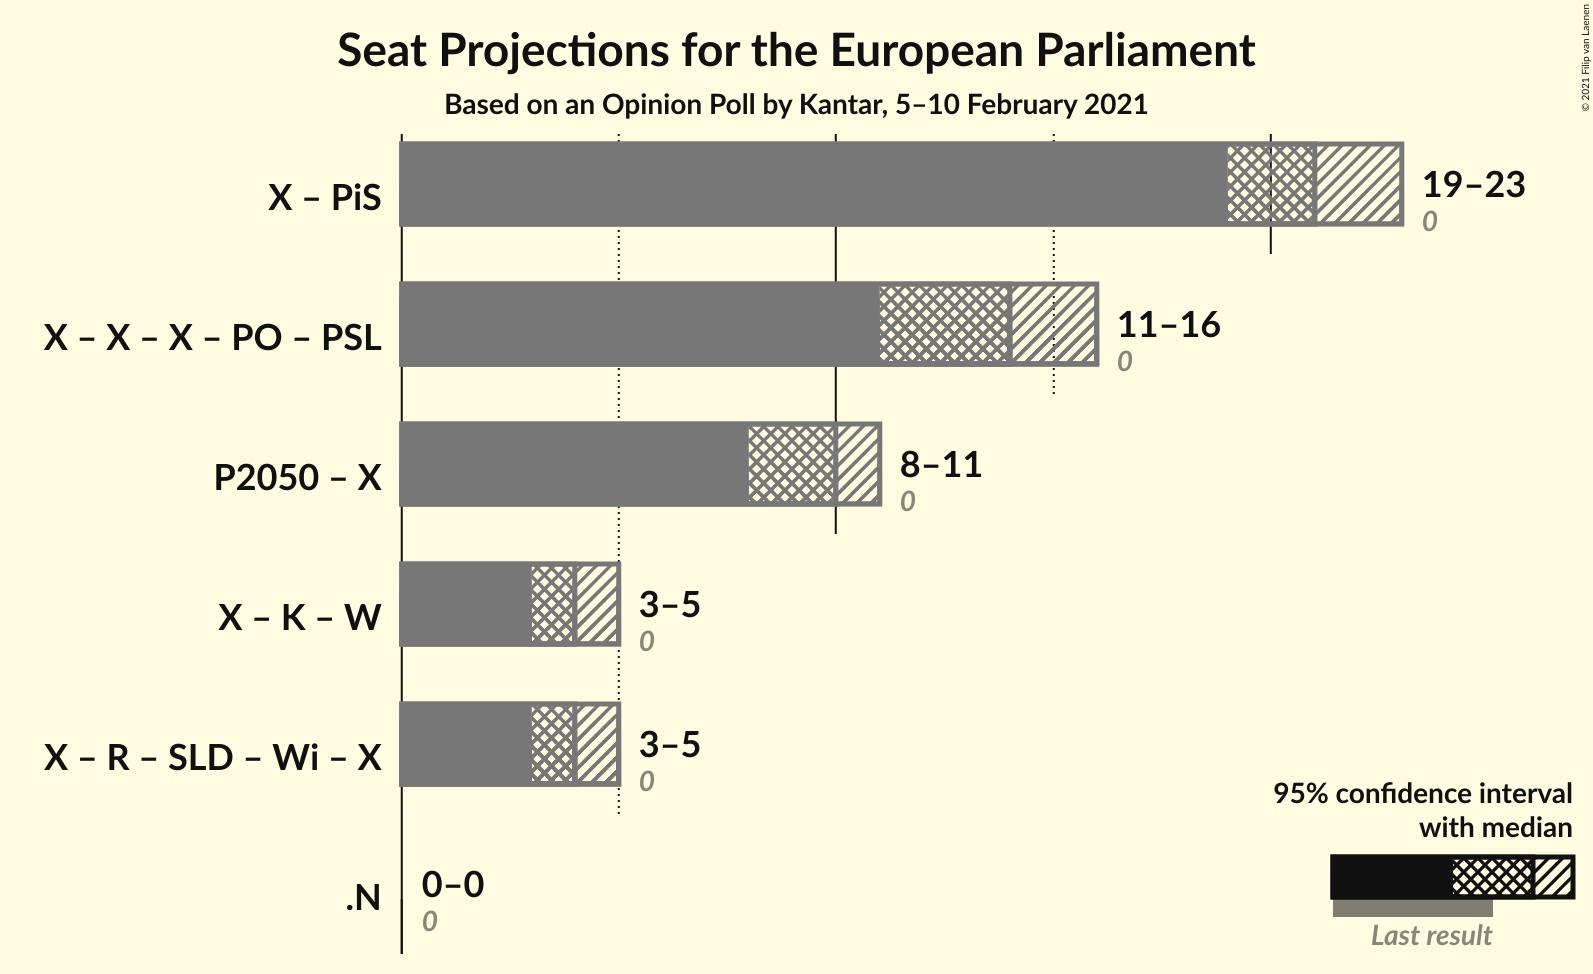 Seat Projections for the European Parliament
Based on an Opinion Poll by Kantar, 5–10 February 2021
© 2021 Filip van Laenen
X – PiS
19–23
0
X – X – X – PO – PSL
11–16
0
P2050 – X
8–11
0
X – K – W
3–5
0
X – R – SLD – Wi – X
3–5
0
.N
0–0
0
95% confidence interval
with median
Last result